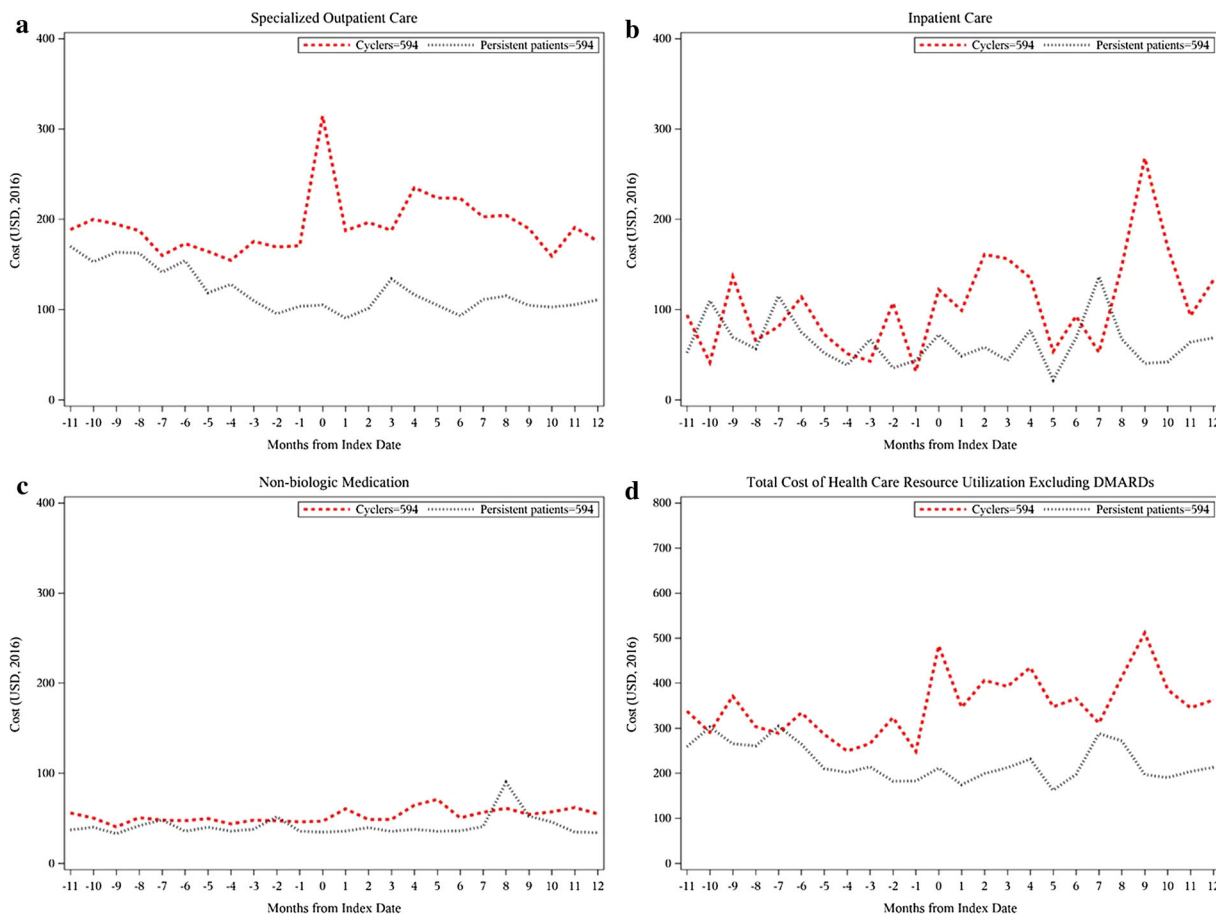 a
Specialized Outpatient Care
400
300
200
100
0
Cost (USD, 2016)
Cyclers=594 Persistent patients=594
-11 -10 -9 -8 -7 -6 -5 -4 -3 -2 -1 0 1 2 3 4 5 6 7 8 9 10 11 12
Months from Index Date
b
Inpatient Care
400
300
200
100
0
Cost (USD, 2016)
Cyclers=594 Persistent patients=594
-11 -10 -9 -8 -7 -6 -5 -4 -3 -2 -1 0 1 2 3 4 5 6 7 8 9 10 11 12
Months from Index Date
c
Non-biologic Medication
400
300
200
100
0
Cost (USD, 2016)
Cyclers=594 Persistent patients=594
-11 -10 -9 -8 -7 -6 -5 -4 -3 -2 -1 0 1 2 3 4 5 6 7 8 9 10 11 12
Months from Index Date
d
Total Cost of Health Care Resource Utilization Excluding DMARDs
800
700
600
500
400
300
200
100
0
Cost (USD, 2016)
Cyclers=594 Persistent patients=594
-11 -10 -9 -8 -7 -6 -5 -4 -3 -2 -1 0 1 2 3 4 5 6 7 8 9 10 11 12
Months from Index Date